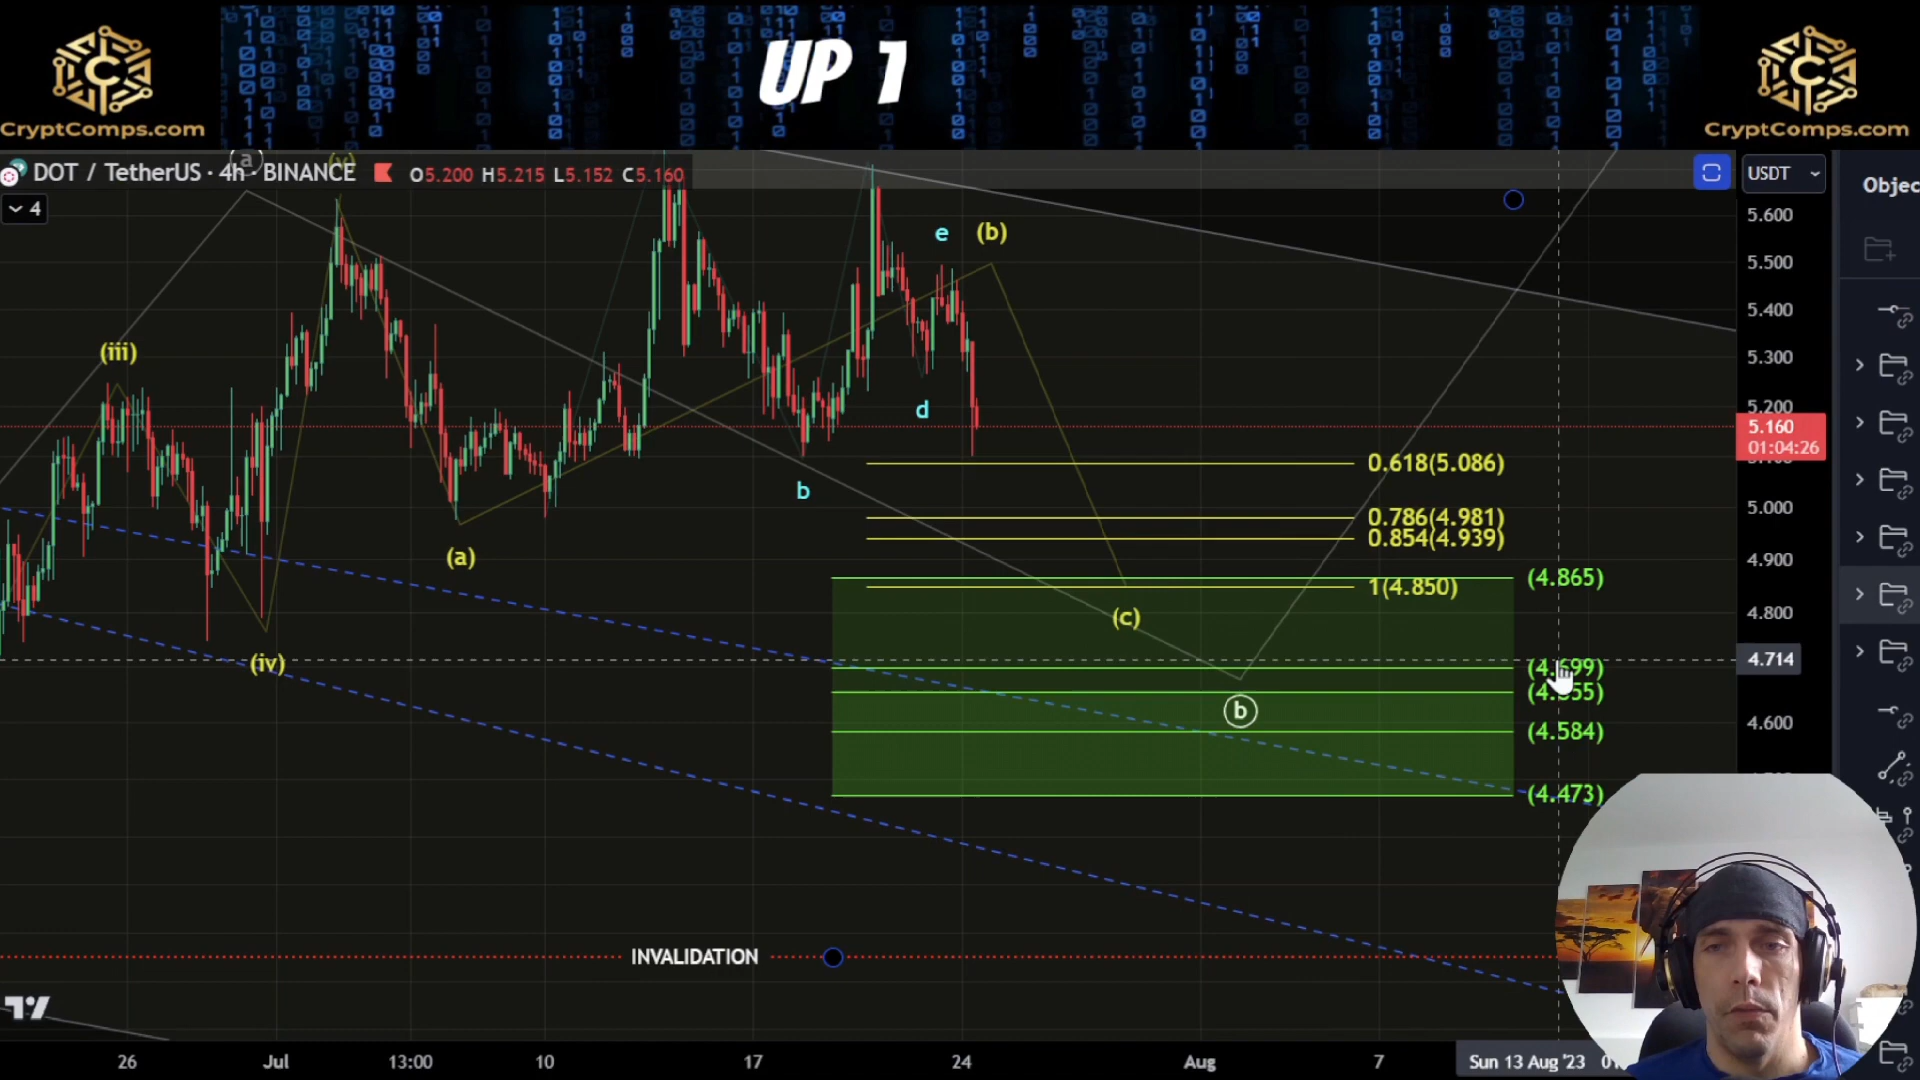 UP 1
CryptComps.com
CryptComps.com
DOT / TetherUS · 4h · BINANCE O5.200 H5.215 L5.152 C5.160
USDT
Objec
4
a
(v)
5.600
5.500
5.400
5.300
5.200
5.160
01:04:26
5.000
4.900
4.800
4.714
4.600
(iii)
e
(b)
d
b
(a)
(iv)
(c)
b
0.618(5.086)
0.786(4.981)
0.854(4.939)
1(4.850)
(4.865)
(4.699)
(4.655)
(4.584)
(4.473)
INVALIDATION
26
Jul
13:00
10
17
24
Aug
7
Sun 13 Aug '23